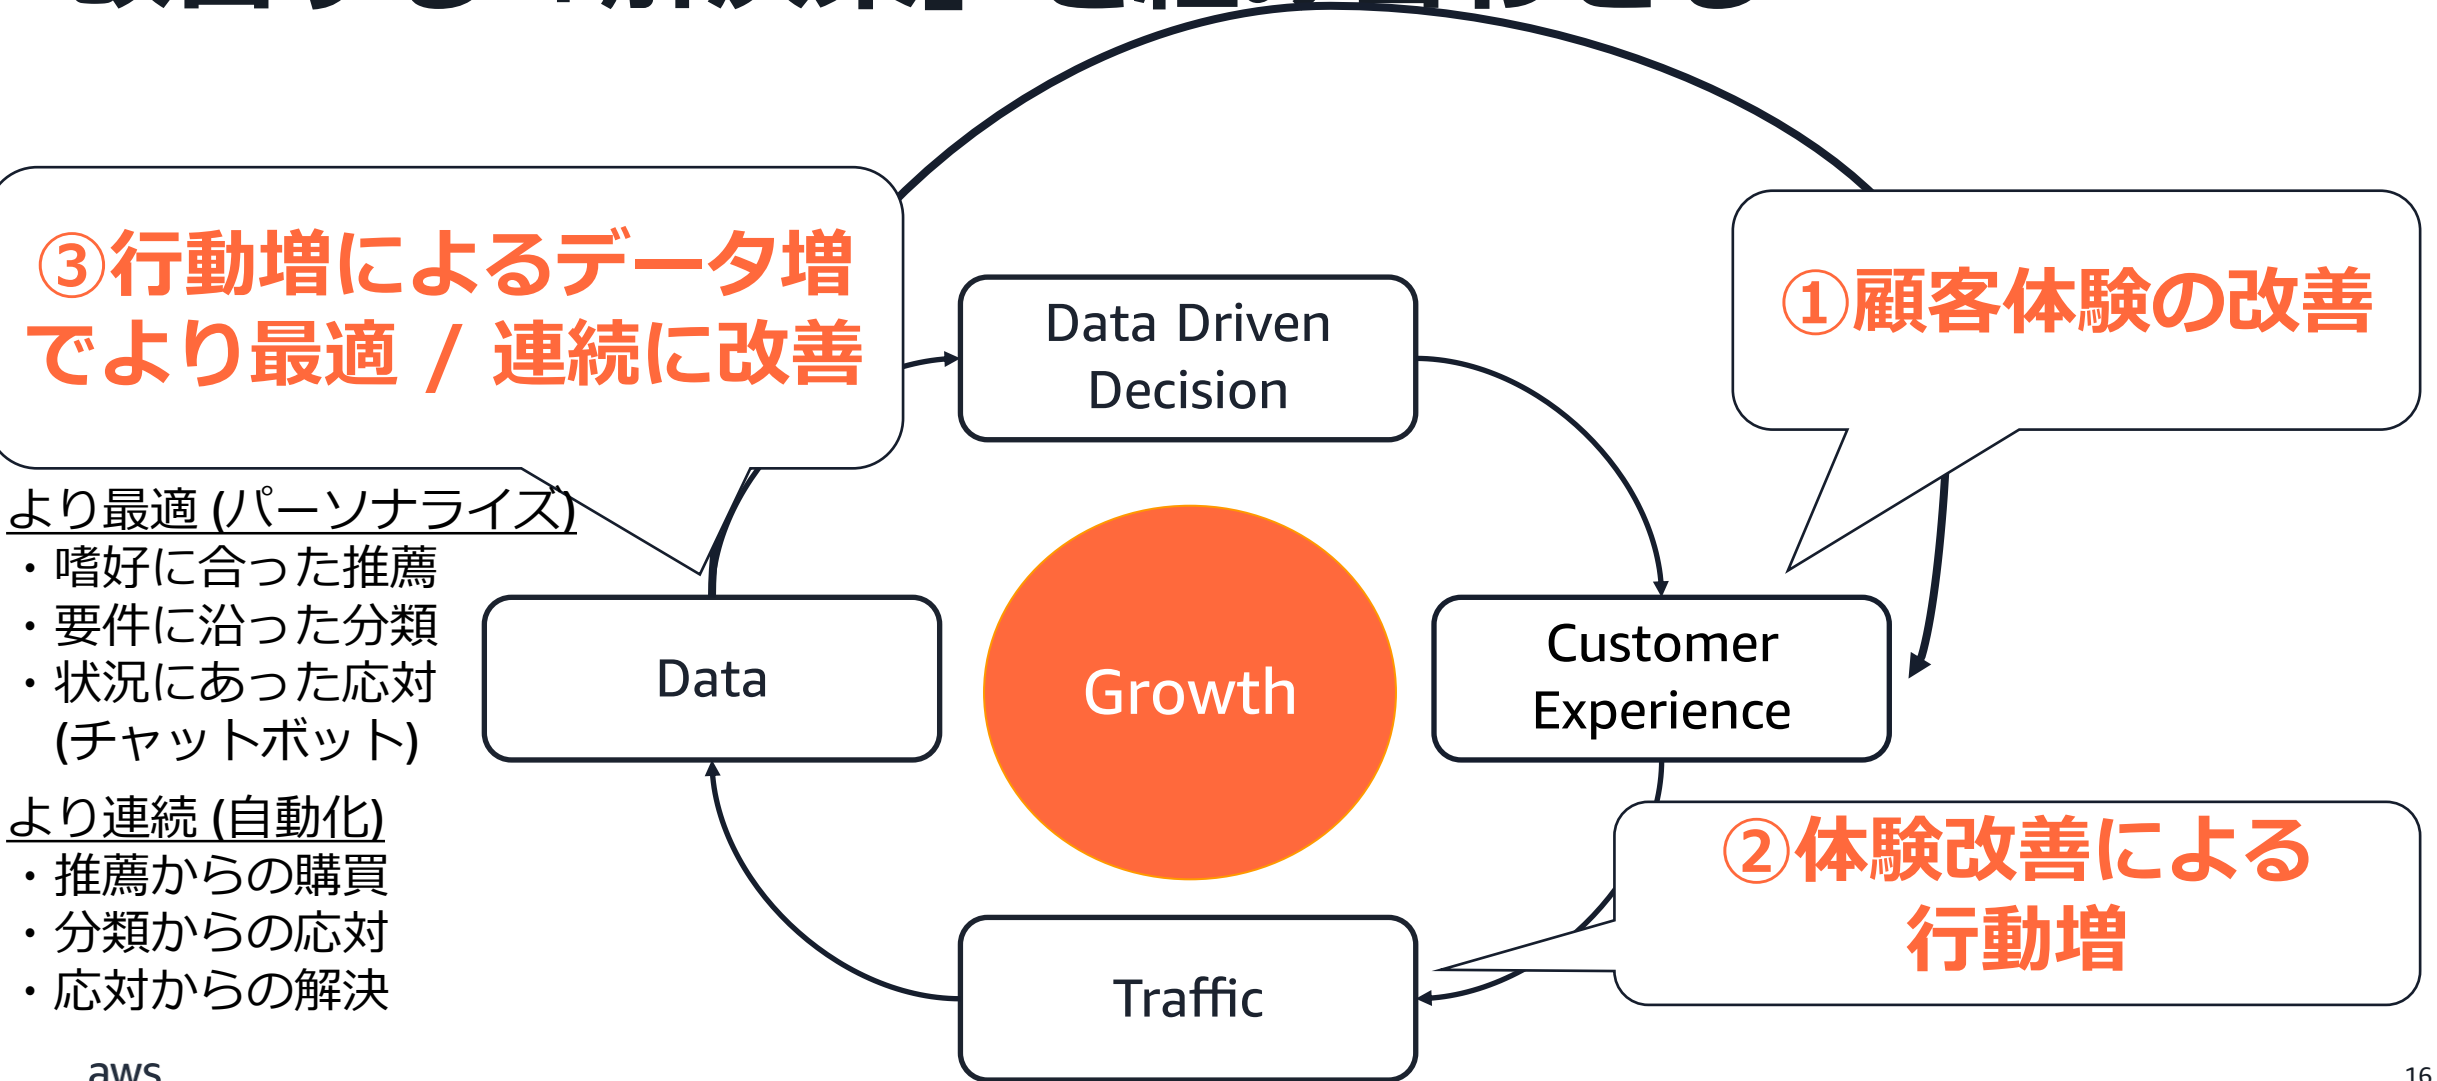 ③行動増によるデータ増
でより最適 / 連続に改善
①顧客体験の改善
Data Driven
Decision
より最適 (パーソナライズ)
・嗜好に合った推薦
・要件に沿った分類
・状況にあった応対
(チャットボット)
Data
Growth
Customer
Experience
より連続 (自動化)
・推薦からの購買
・分類からの応対
・応対からの解決
②体験改善による
行動増
Traffic
aws
16